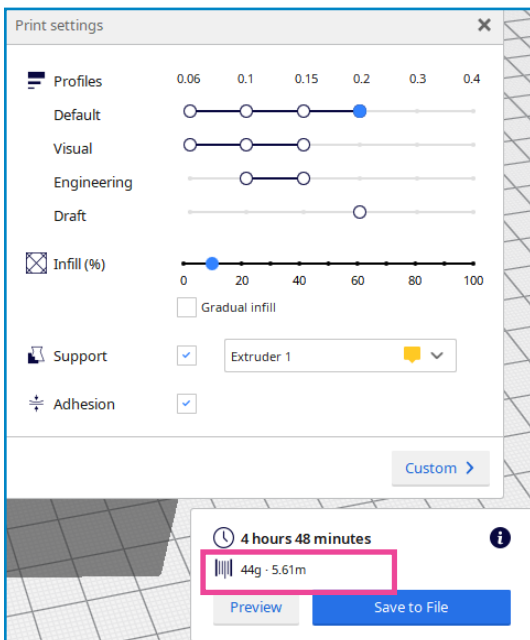 Print settings
Profiles 0.06 0.1 0.15 0.2 0.3 0.4
Default
Visual
Engineering
Draft
Infill (%)
0 20 40 60 80 100
Gradual infill
Support Extruder 1
Adhesion
Custom
4 hours 48 minutes
44g · 5.61m
Preview Save to File